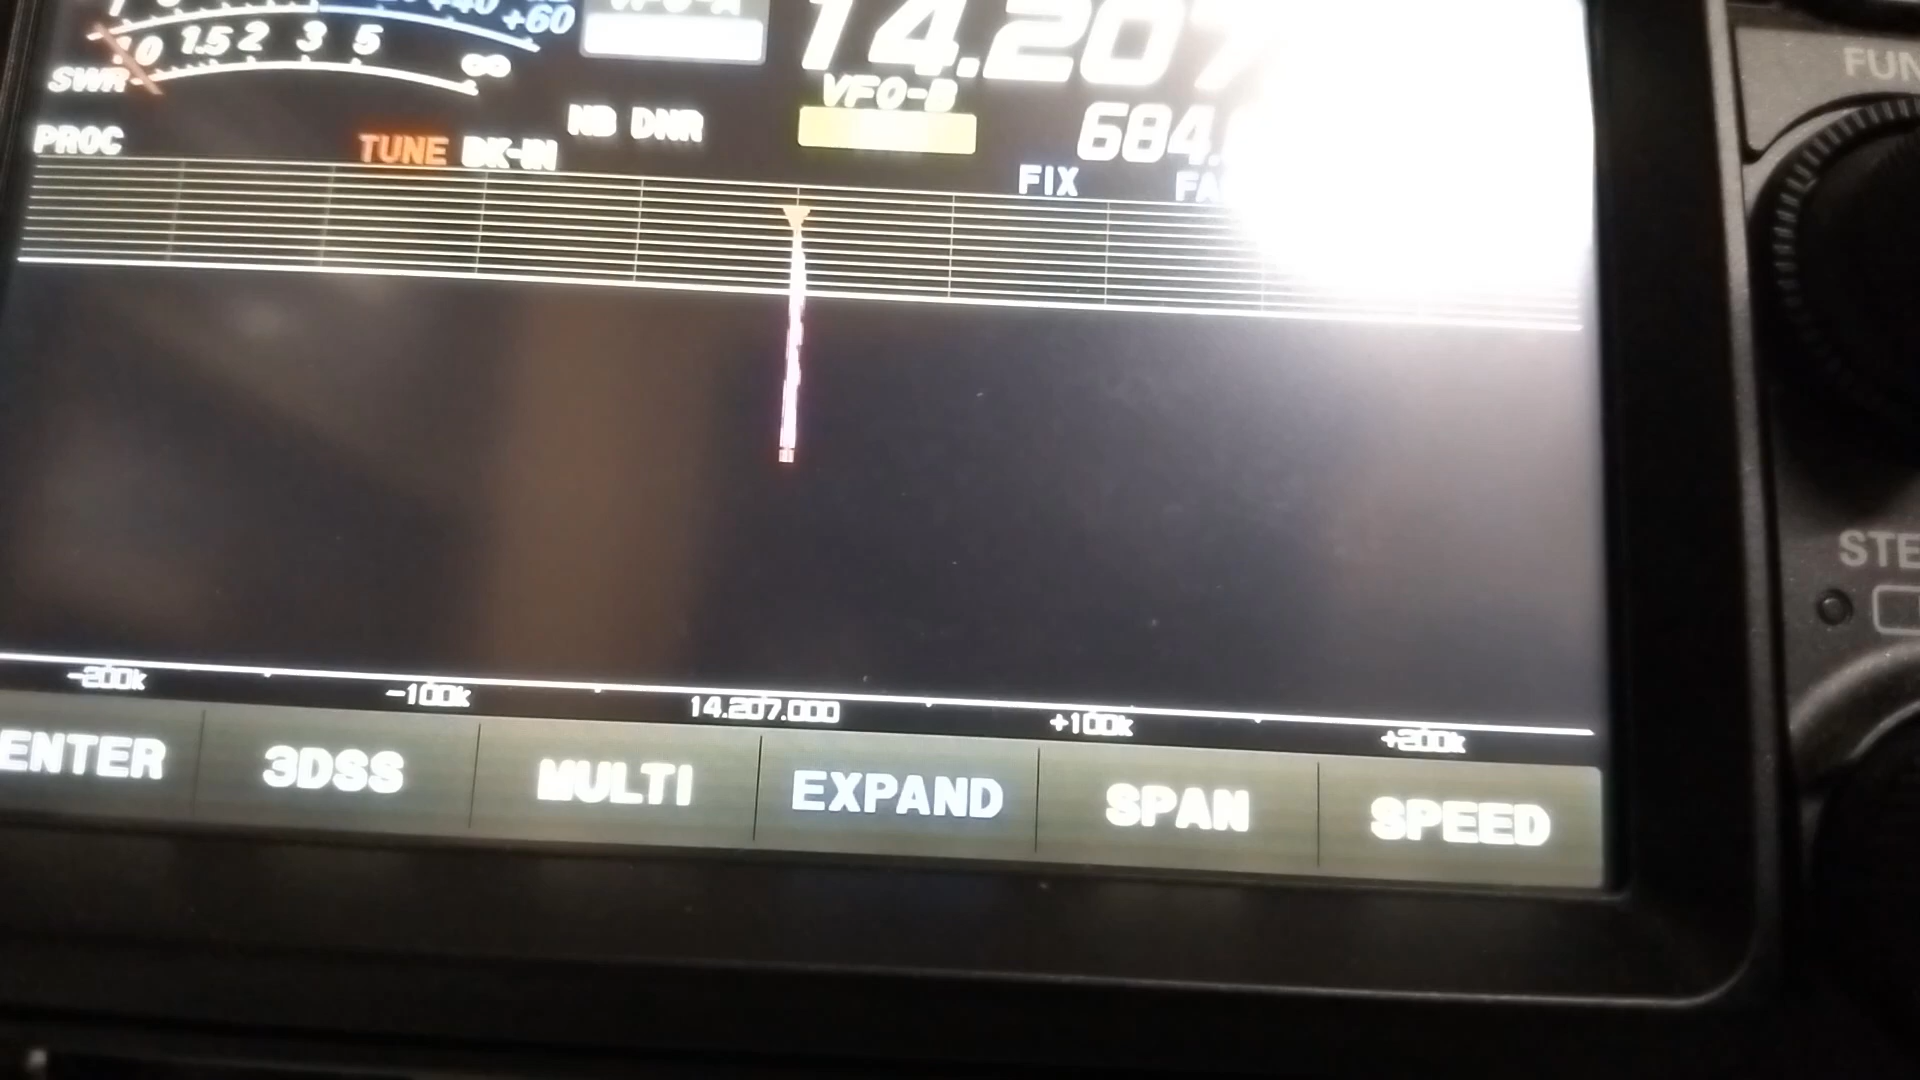 +40 +60
1.5 2 3 5 ∞
SWR
14.207
VFO-B
684.
PROC TUNE BK-IN NB DNR
FIX
-200k -100k 14.207.000 +100k +200k
ENTER 3DSS MULTI EXPAND SPAN SPEED
FUN
STE